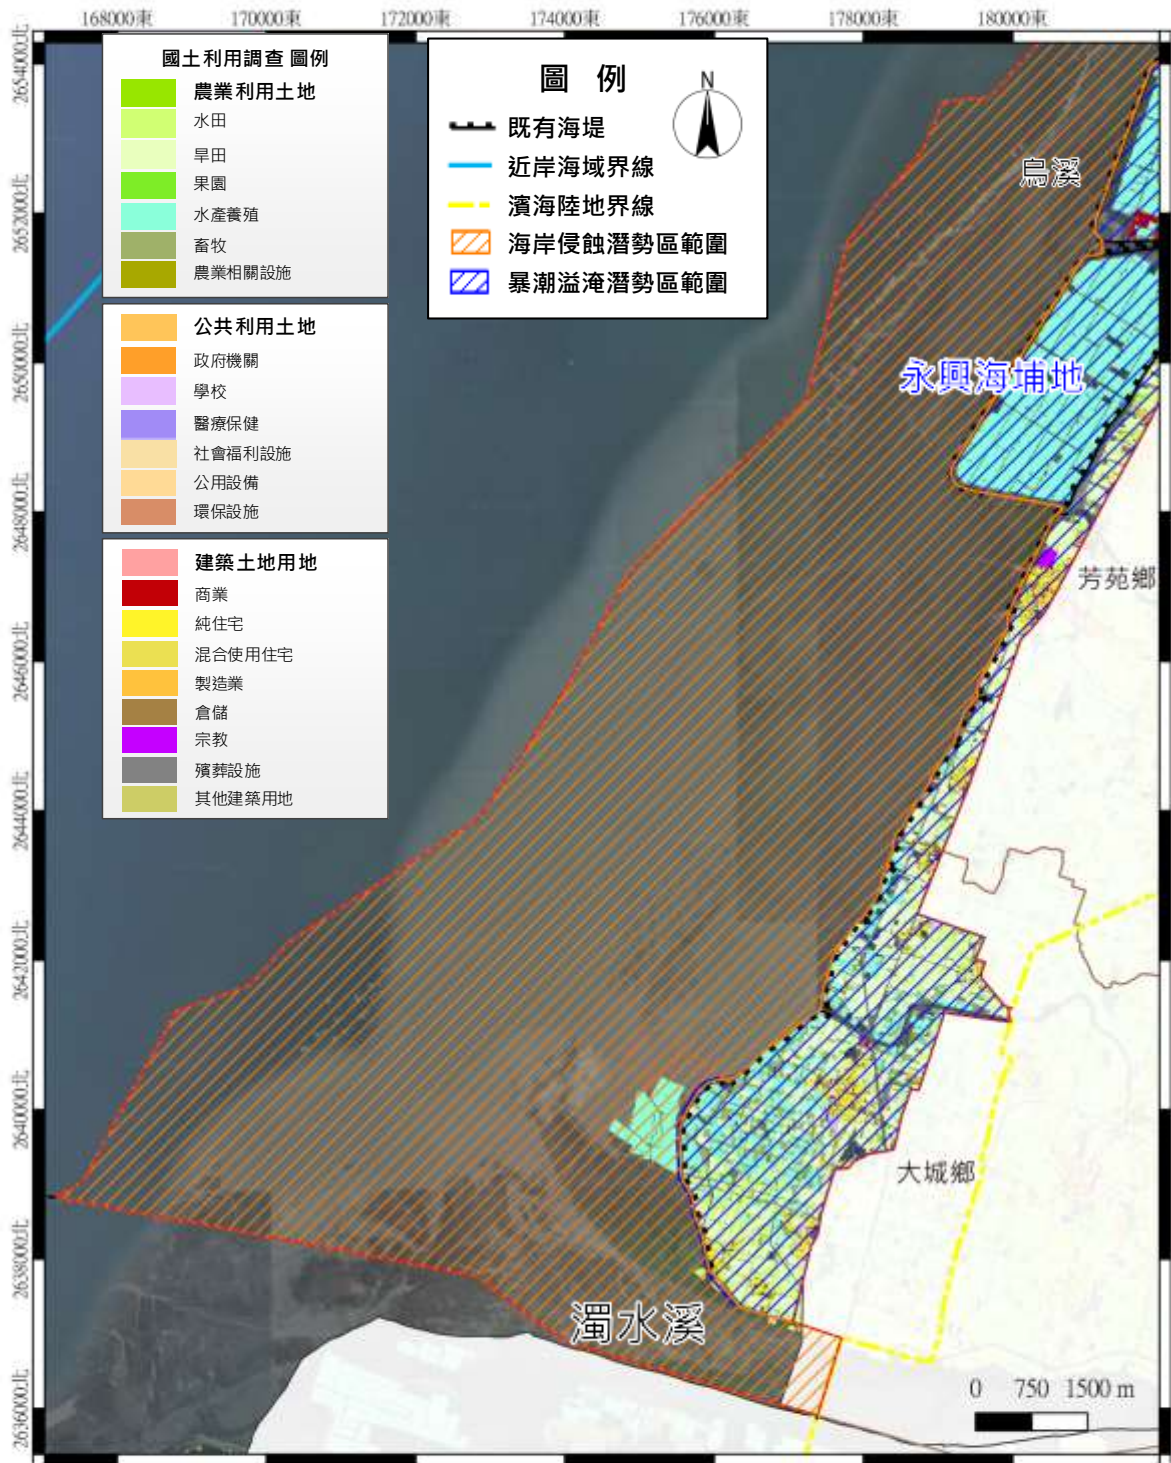 168000東
170000東
172000東
174000東
176000東
178000東
180000東
2654000北
2652000北
2650000北
2648000北
2646000北
2644000北
2642000北
2640000北
2638000北
2636000北
國土利用調查 圖例
農業利用土地
水田
旱田
果園
水產養殖
畜牧
農業相關設施
公共利用土地
政府機關
學校
醫療保健
社會福利設施
公用設備
環保設施
建築土地用地
商業
純住宅
混合使用住宅
製造業
倉儲
宗教
殯葬設施
其他建築用地
圖 例
N
既有海堤
近岸海域界線
濱海陸地界線
海岸侵蝕潛勢區範圍
暴潮溢淹潛勢區範圍
烏溪
永興海埔地
芳苑鄉
大城鄉
濁水溪
0 750 1500 m